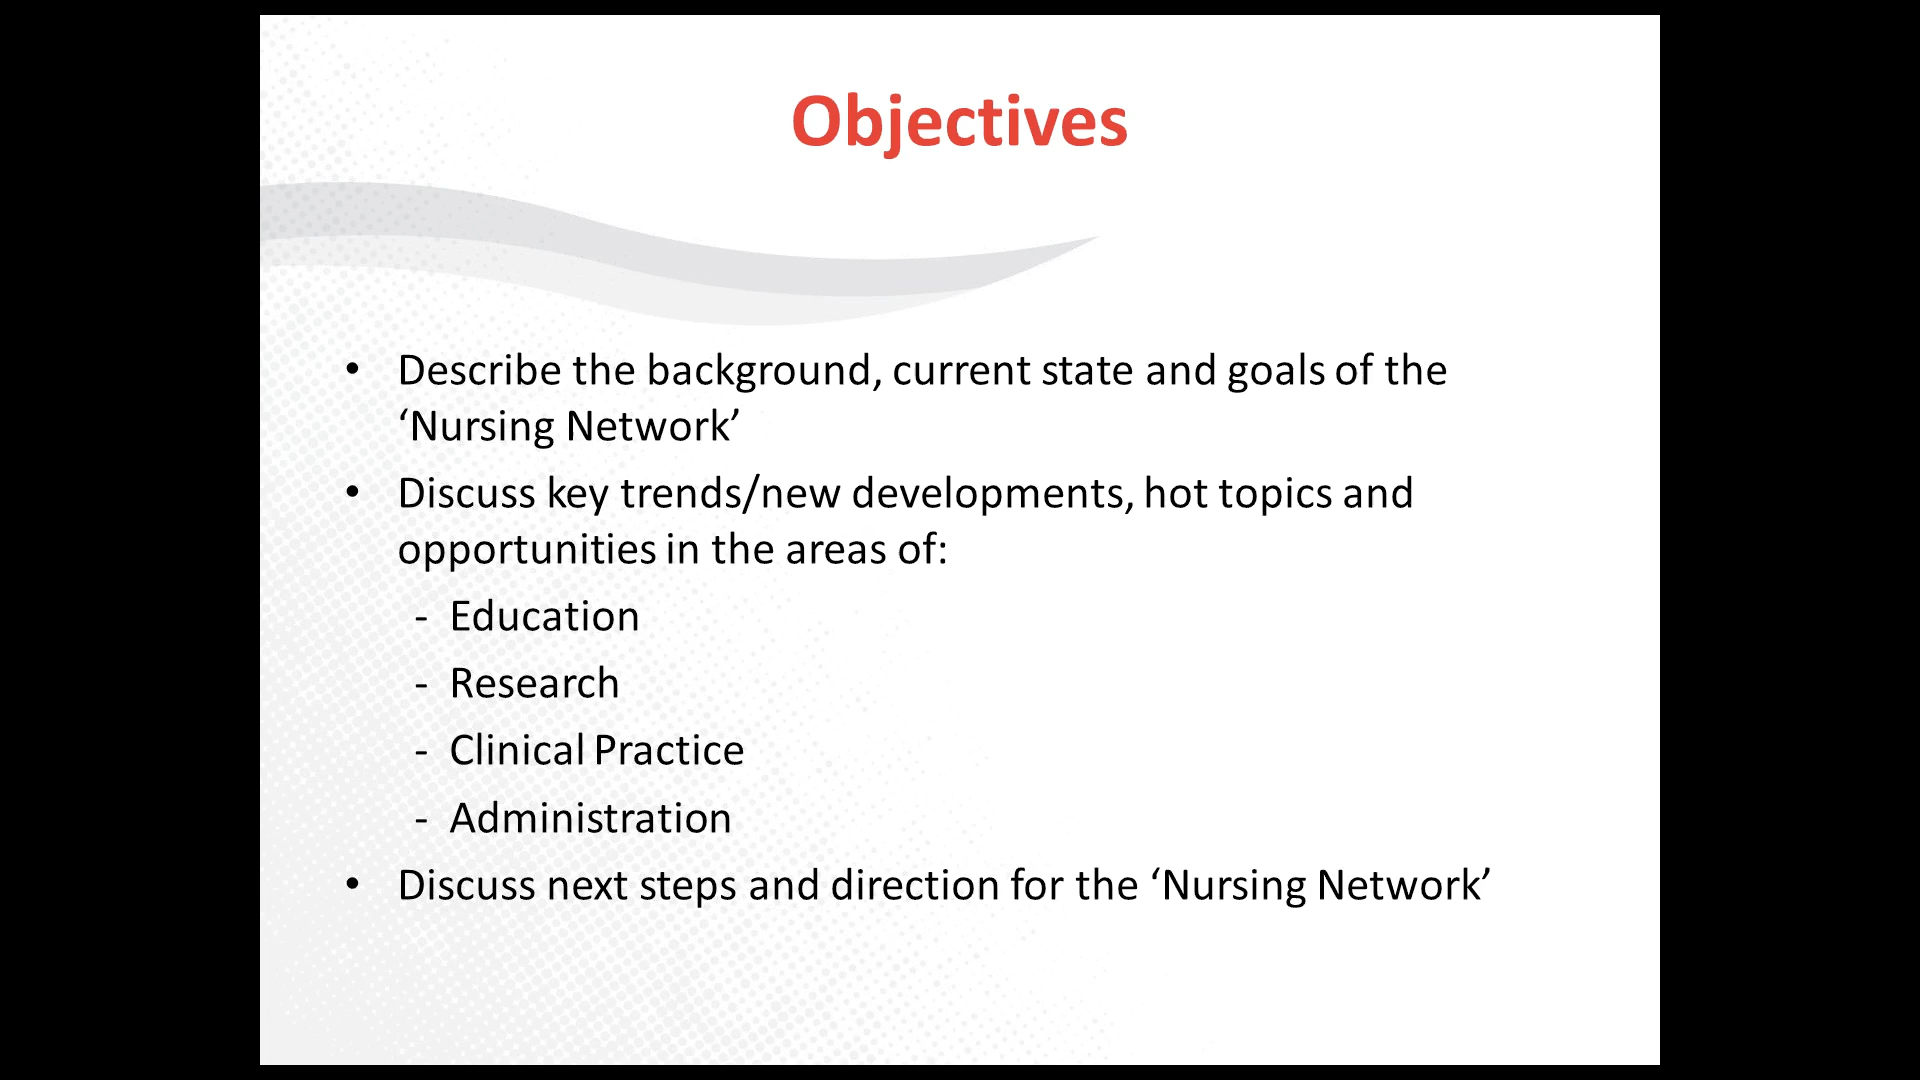 Objectives
• Describe the background, current state and goals of the
‘Nursing Network’
• Discuss key trends/new developments, hot topics and
opportunities in the areas of:
- Education
- Research
- Clinical Practice
- Administration
• Discuss next steps and direction for the ‘Nursing Network’